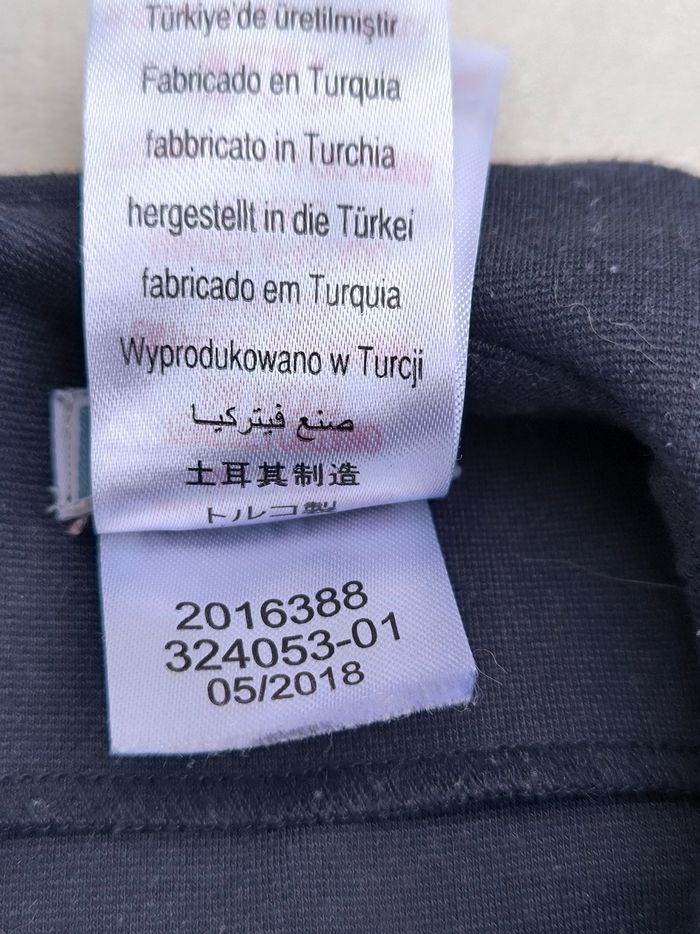 Türkiye'de üretilmiştir
Fabricado en Turquia
fabbricato in Turchia
hergestellt in die Türkei
fabricado em Turquia
Wyprodukowano w Turcji
صنع فيتركيا
土耳其制造
トルコ製
2016388
324053-01
05/2018